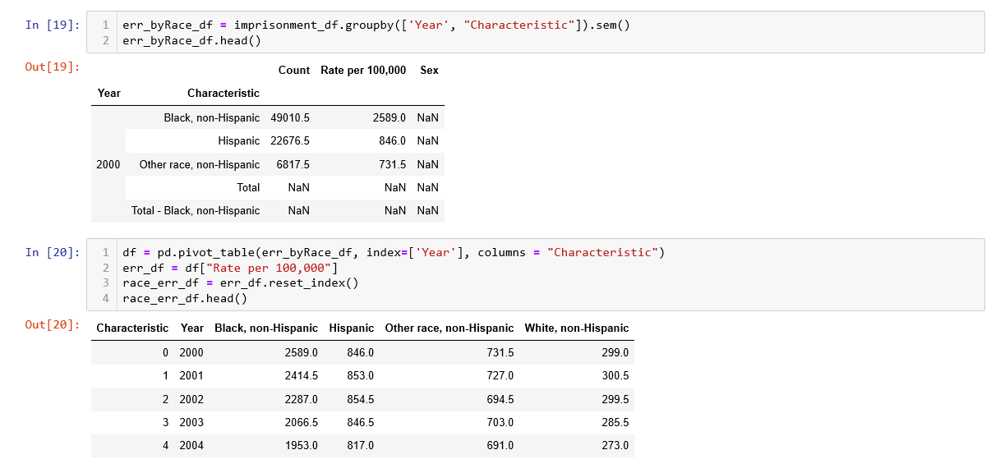 In [19]: 1 err_byRace_df = imprisonment_df.groupby(['Year', "Characteristic"]).sem()
2 err_byRace_df.head()
Out[19]: Count Rate per 100,000 Sex
Year Characteristic
Black, non-Hispanic 49010.5 2589.0 NaN
Hispanic 22676.5 846.0 NaN
2000 Other race, non-Hispanic 6817.5 731.5 NaN
Total NaN NaN NaN
Total - Black, non-Hispanic NaN NaN NaN
In [20]: 1 df = pd.pivot_table(err_byRace_df, index=['Year'], columns = "Characteristic")
2 err_df = df["Rate per 100,000"]
3 race_err_df = err_df.reset_index()
4 race_err_df.head()
Out[20]: Characteristic Year Black, non-Hispanic Hispanic Other race, non-Hispanic White, non-Hispanic
0 2000 2589.0 846.0 731.5 299.0
1 2001 2414.5 853.0 727.0 300.5
2 2002 2287.0 854.5 694.5 299.5
3 2003 2066.5 846.5 703.0 285.5
4 2004 1953.0 817.0 691.0 273.0